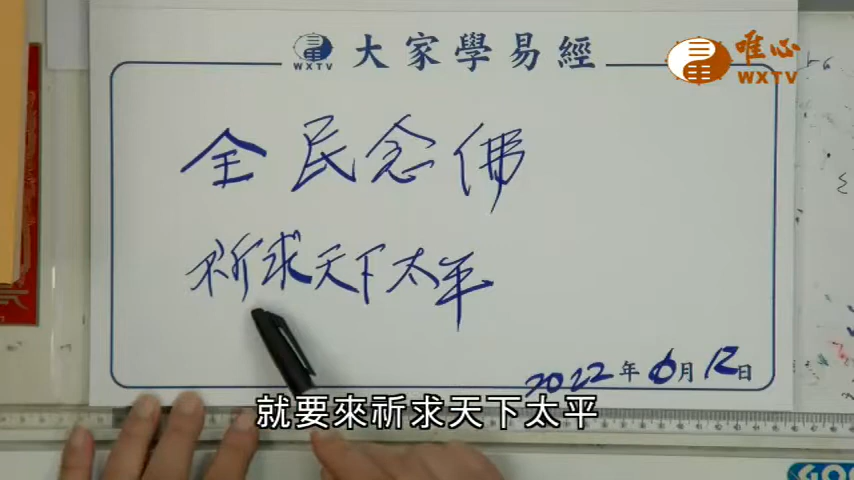 WXTV 大家學易經
唯心
WXTV
全民念佛
祈求天下太平
2022年6月12日
就要來祈求天下太平